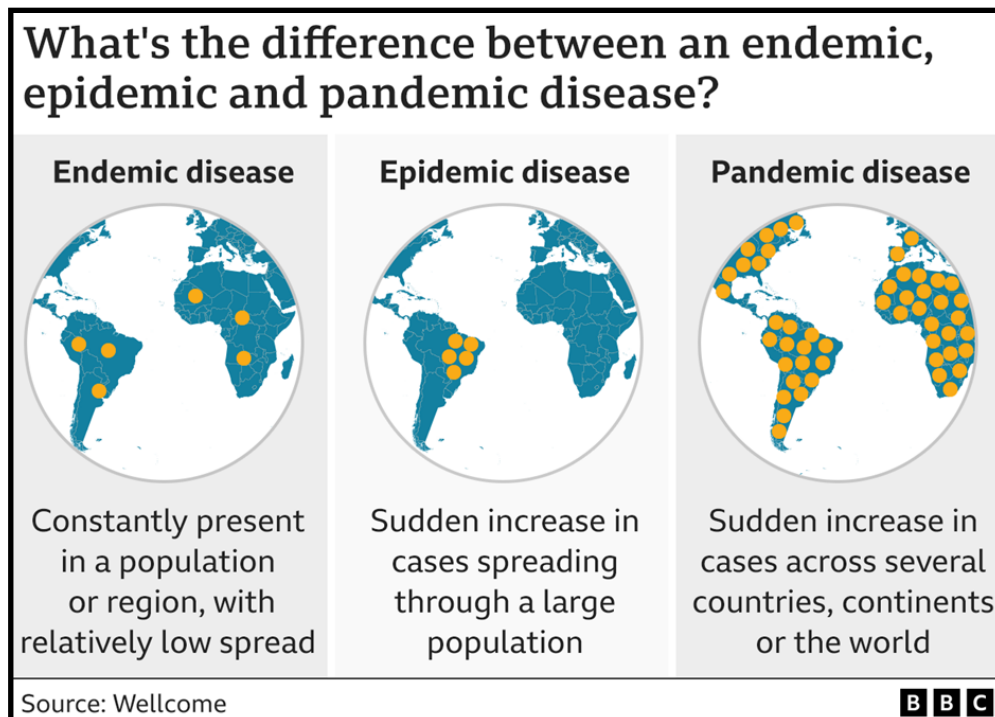 What's the difference between an endemic,
epidemic and pandemic disease?
Endemic disease
Constantly present
in a population
or region, with
relatively low spread
Epidemic disease
Sudden increase in
cases spreading
through a large
population
Pandemic disease
Sudden increase in
cases across several
countries, continents
or the world
Source: Wellcome
BBC